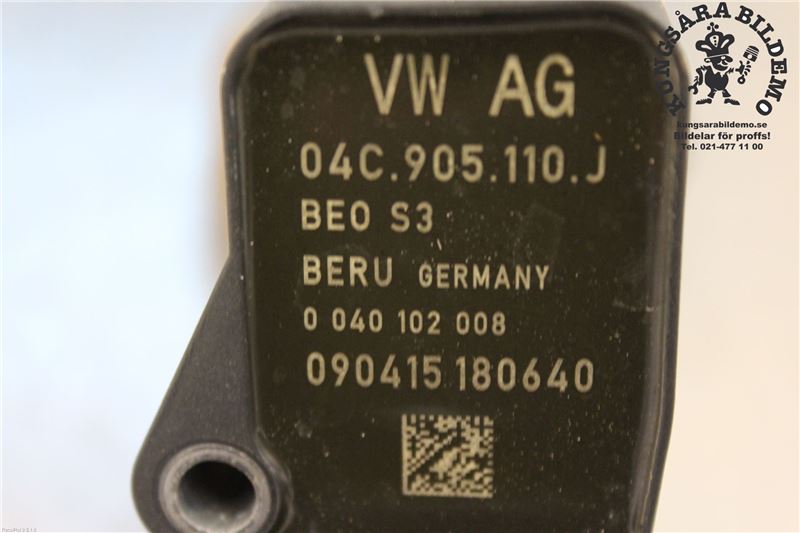 VW AG
04C.905.110.J
BEO S3
BERU GERMANY
0 040 102 008
090415 180640
KUNGSÅRA BILDEMO
kungsarabildemo.se
Bildelar för proffs!
Tel. 021-477 11 00